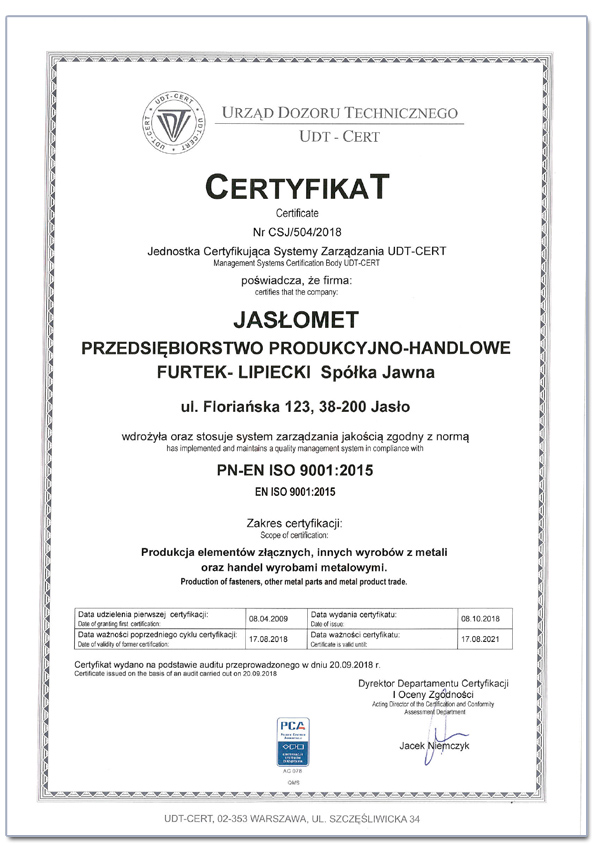 UDT-CERT
UDT-CERT
UDT-CERT
UDT
URZĄD DOZORU TECHNICZNEGO
UDT - CERT
CERTYFIKAT
Certificate
Nr CSJ/504/2018
Jednostka Certyfikująca Systemy Zarządzania UDT-CERT
Management Systems Certification Body UDT-CERT
poświadcza, że firma:
certifies that the company:
JASŁOMET
PRZEDSIĘBIORSTWO PRODUKCYJNO-HANDLOWE
FURTEK- LIPIECKI Spółka Jawna
ul. Floriańska 123, 38-200 Jasło
wdrożyła oraz stosuje system zarządzania jakością zgodny z normą
has implemented and maintains a quality management system in compliance with
PN-EN ISO 9001:2015
EN ISO 9001:2015
Zakres certyfikacji:
Scope of certification:
Produkcja elementów złącznych, innych wyrobów z metali
oraz handel wyrobami metalowymi.
Production of fasteners, other metal parts and metal product trade.
Data udzielenia pierwszej certyfikacji:
Date of granting first certification:
08.04.2009
Data wydania certyfikatu:
Date of issue:
08.10.2018
Data ważności poprzedniego cyklu certyfikacji:
Date of validity of former certification:
17.08.2018
Data ważności certyfikatu:
Certificate is valid until:
17.08.2021
Certyfikat wydano na podstawie auditu przeprowadzonego w dniu 20.09.2018 r.
Certificate issued on the basis of an audit carried out on 20.09.2018
Dyrektor Departamentu Certyfikacji
I Oceny Zgodności
Acting Director of the Certification and Conformity
Assessment Department
Jacek Niemczyk
PCA
AC 078
QMS
UDT-CERT, 02-353 WARSZAWA, UL. SZCZĘŚLIWICKA 34